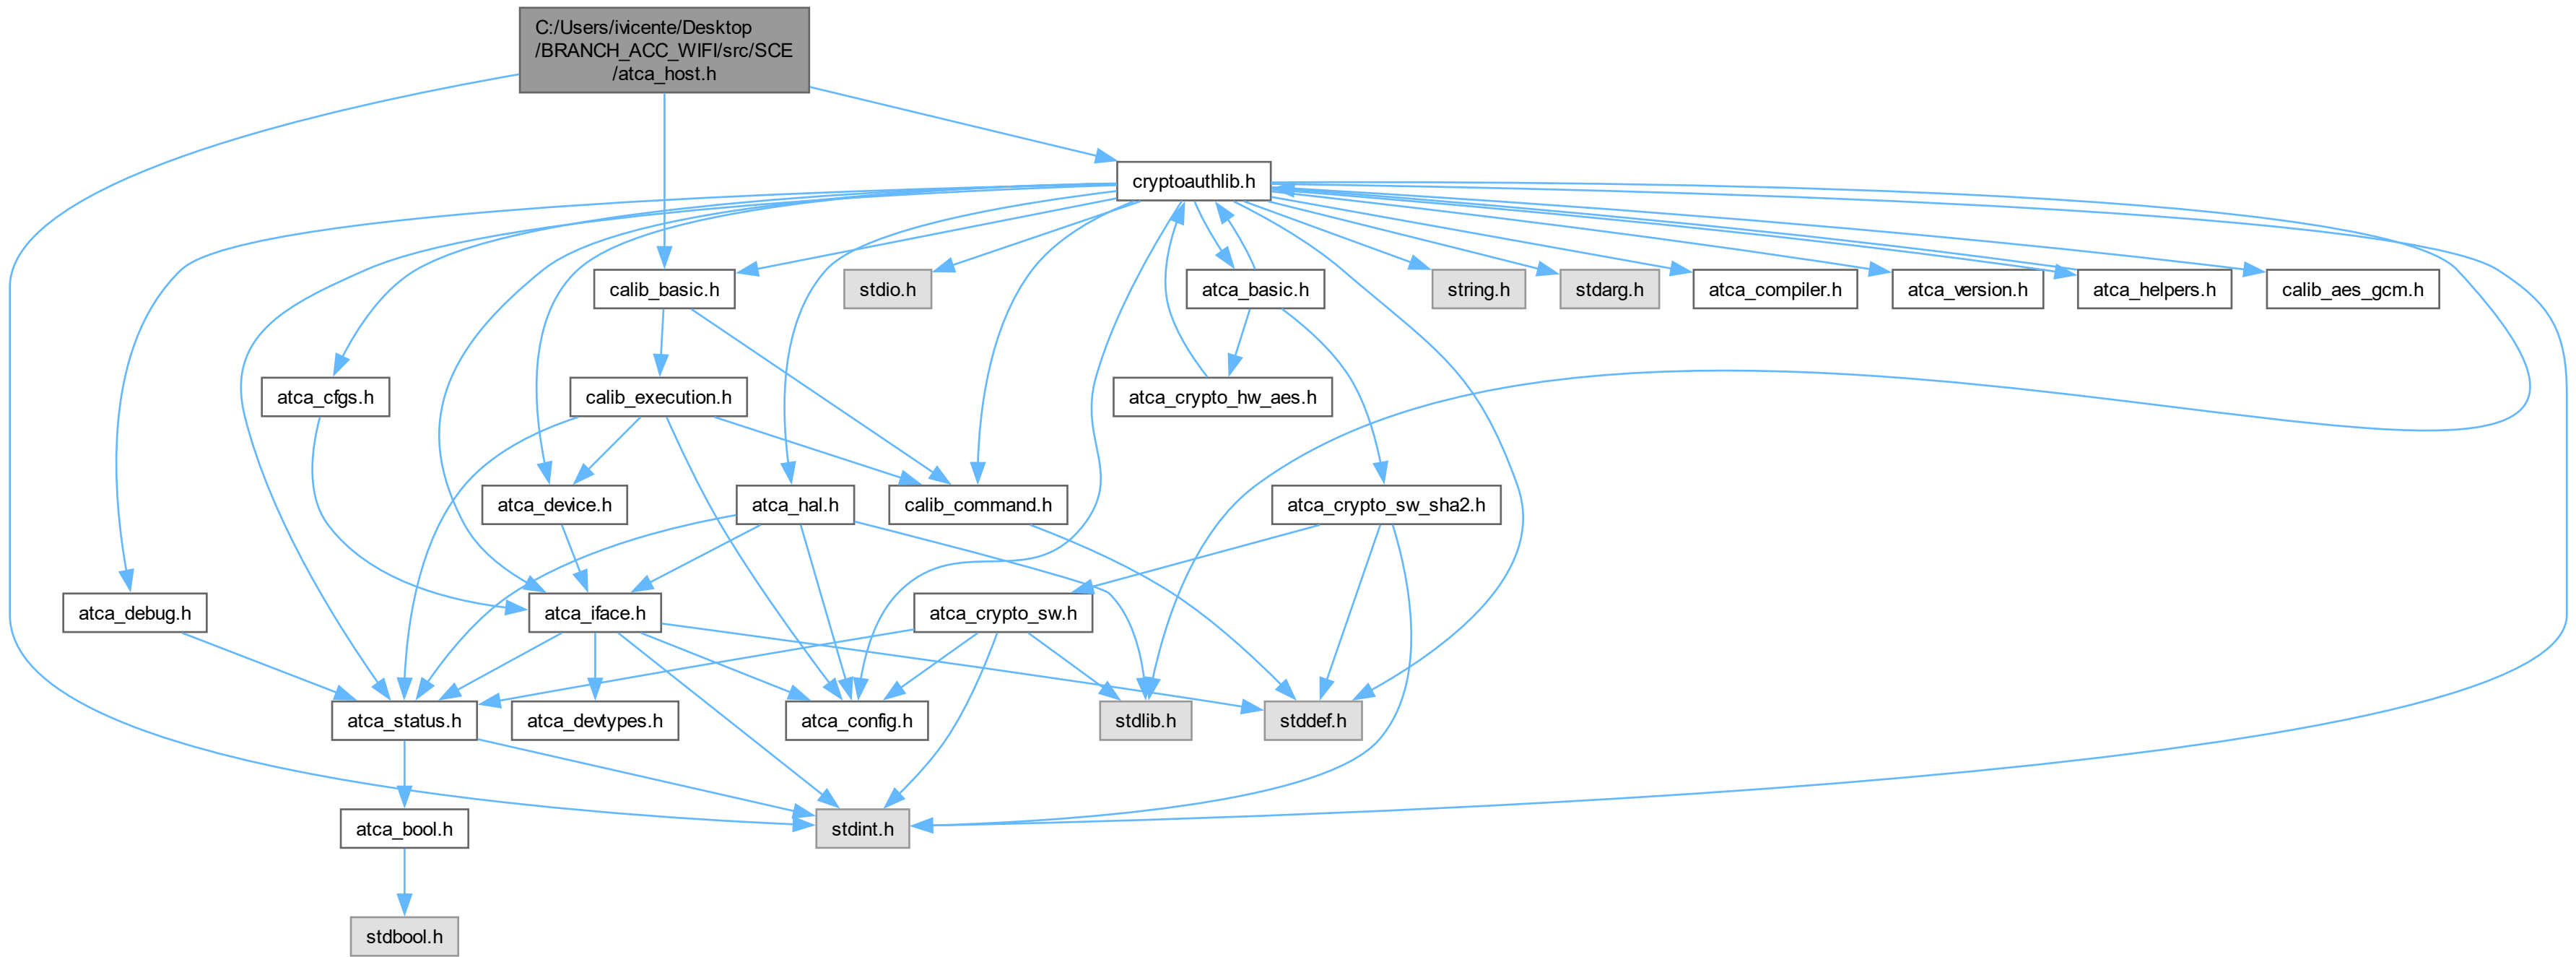 C:/Users/ivicente/Desktop
/BRANCH_ACC_WIFI/src/SCE
/atca_host.h
cryptoauthlib.h
calib_basic.h
stdio.h
atca_basic.h
string.h
stdarg.h
atca_compiler.h
atca_version.h
atca_helpers.h
calib_aes_gcm.h
atca_cfgs.h
calib_execution.h
atca_crypto_hw_aes.h
atca_device.h
atca_hal.h
calib_command.h
atca_crypto_sw_sha2.h
atca_debug.h
atca_iface.h
atca_crypto_sw.h
atca_status.h
atca_devtypes.h
atca_config.h
stdlib.h
stddef.h
atca_bool.h
stdint.h
stdbool.h